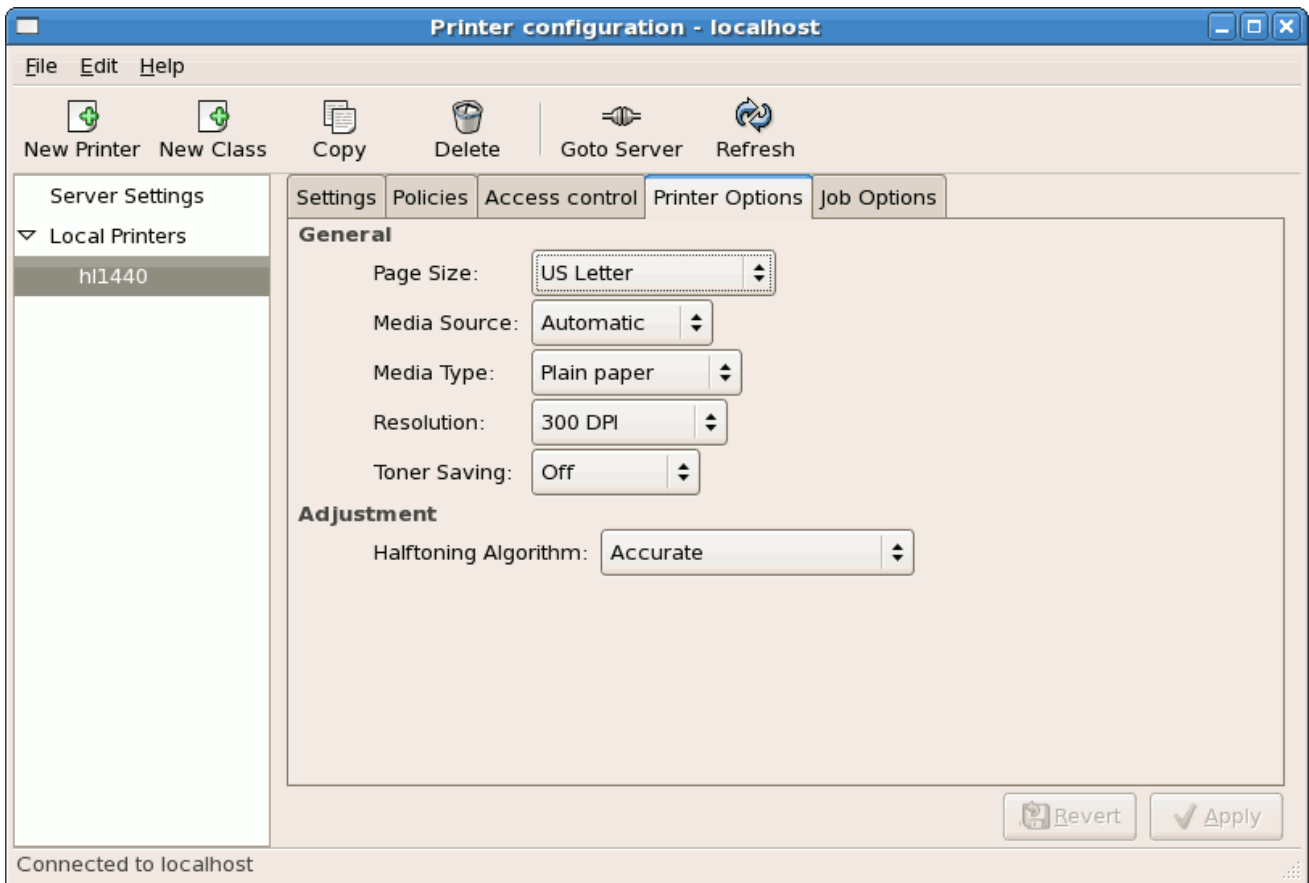 Printer configuration - localhost
File Edit Help
New Printer New Class Copy Delete Goto Server Refresh
Server Settings
Local Printers
hl1440
Settings Policies Access control Printer Options Job Options
General
Page Size: US Letter
Media Source: Automatic
Media Type: Plain paper
Resolution: 300 DPI
Toner Saving: Off
Adjustment
Halftoning Algorithm: Accurate
Revert Apply
Connected to localhost